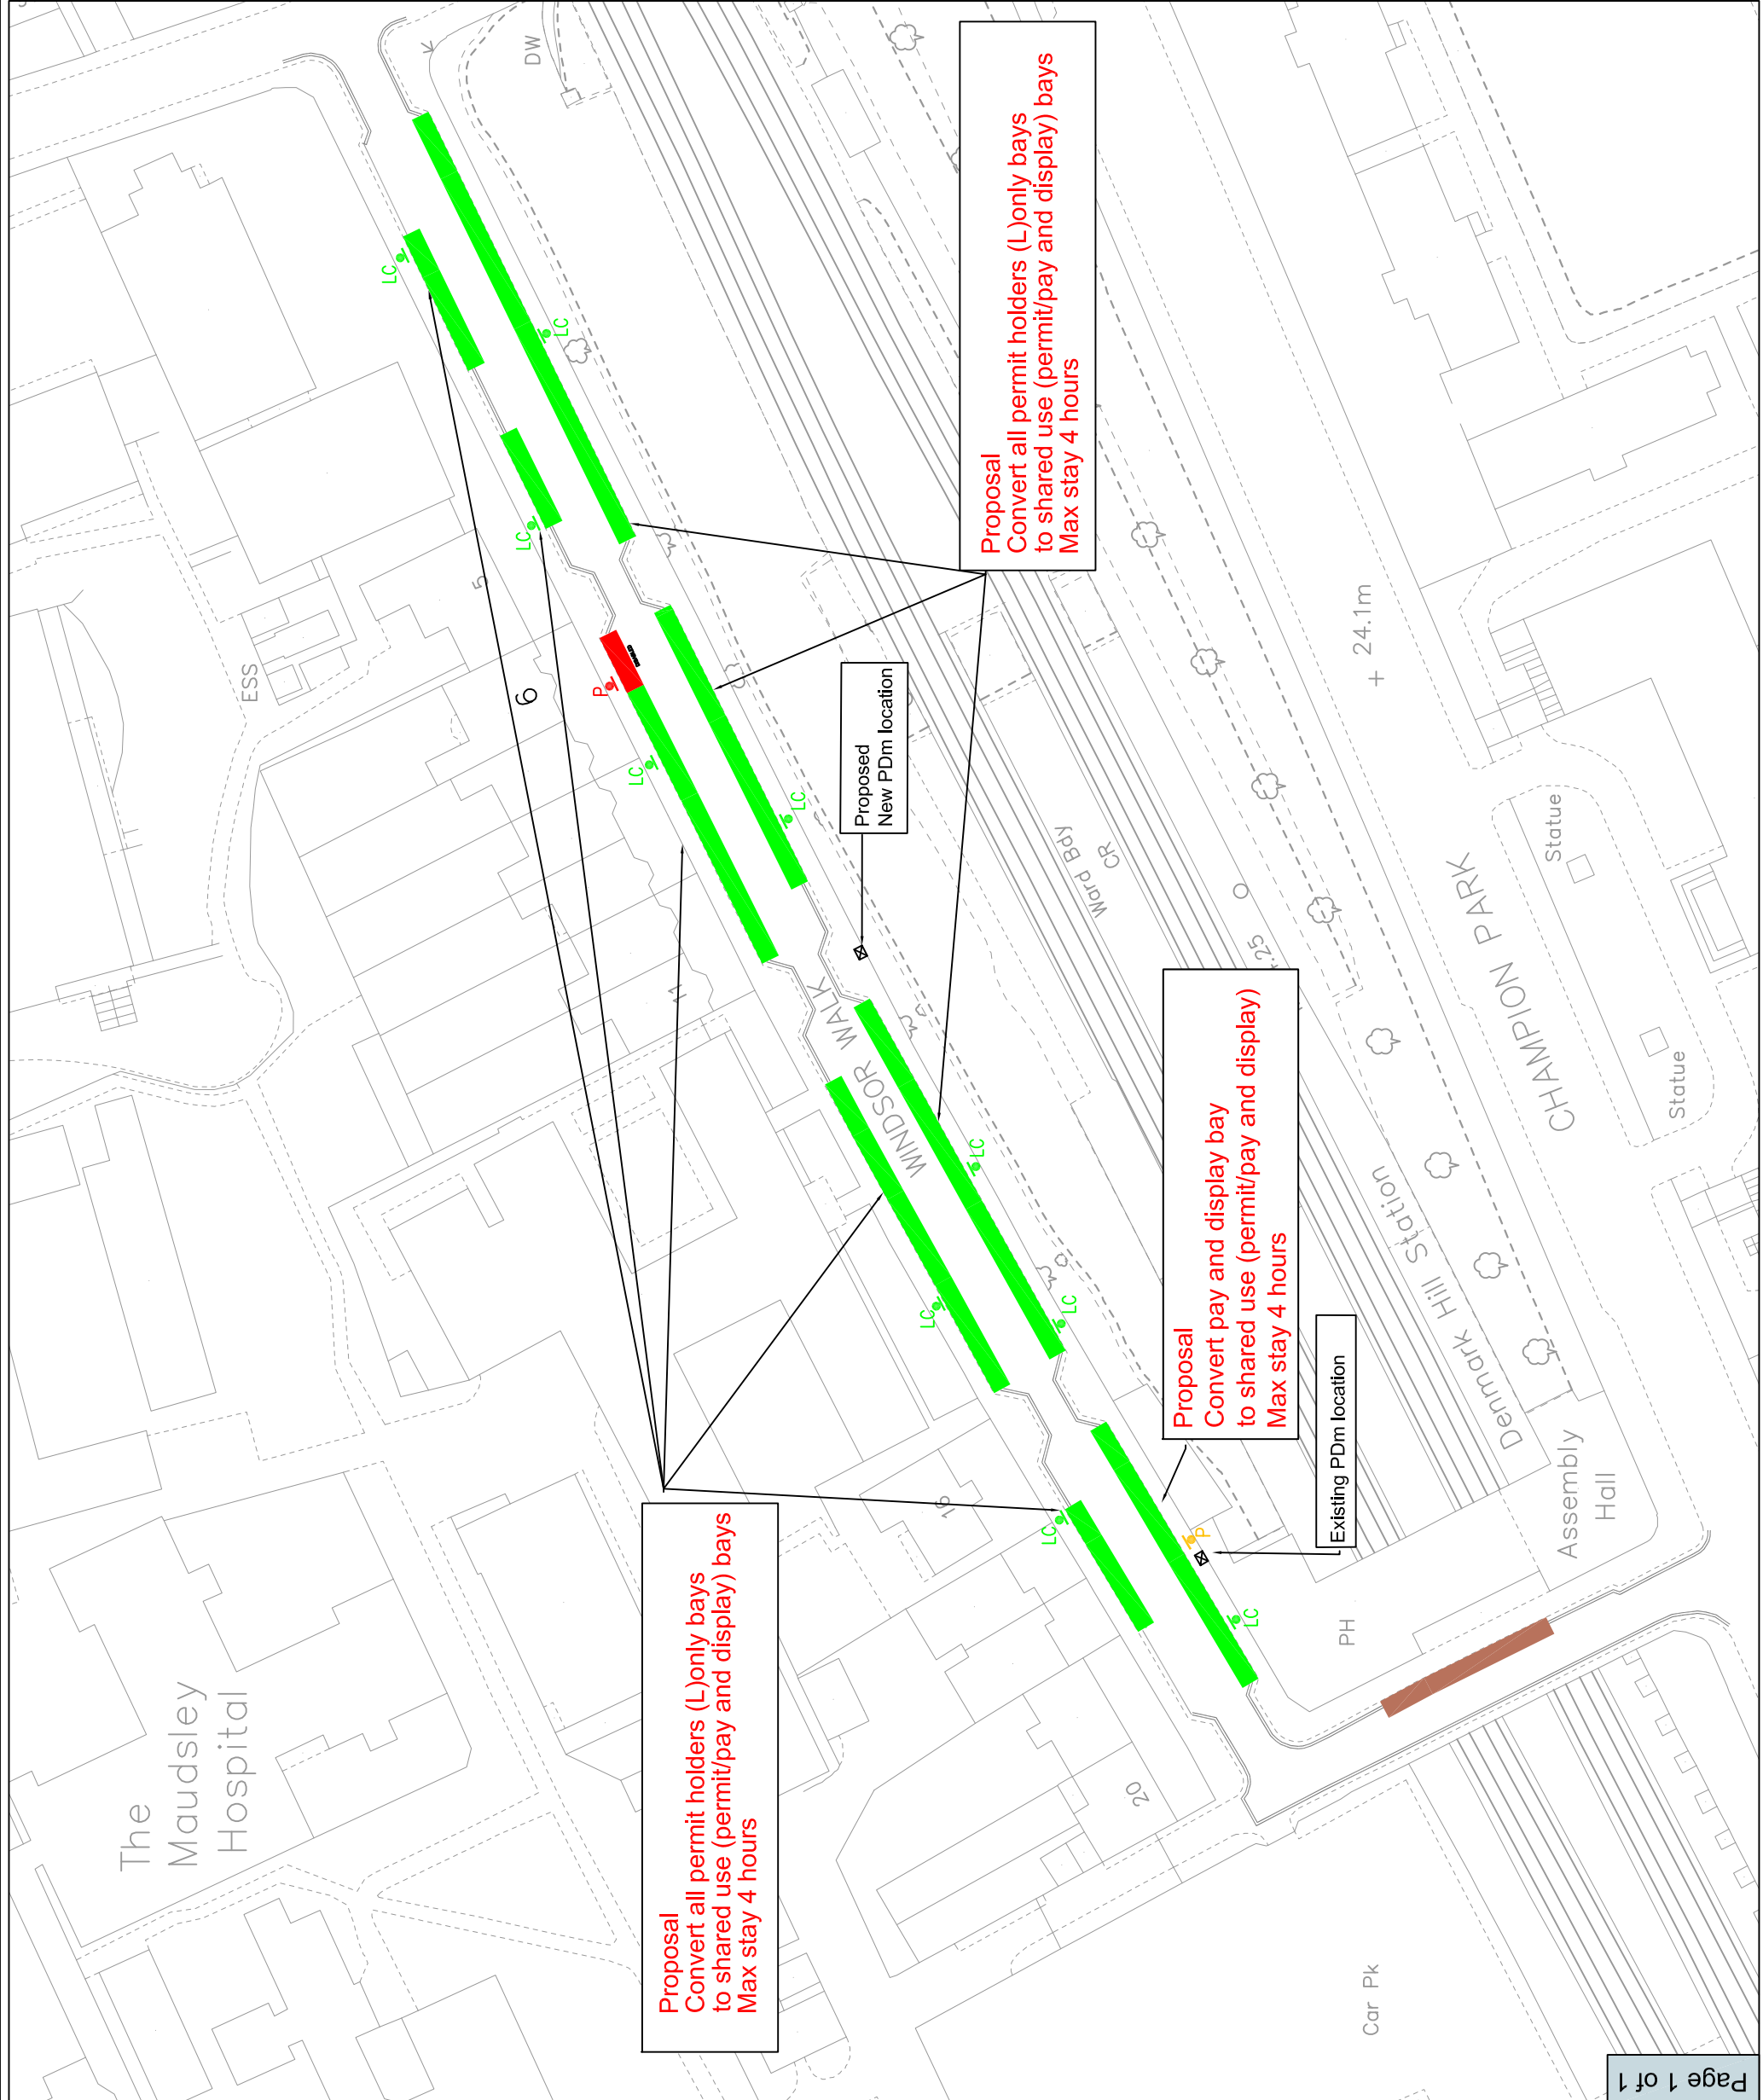 Page 1 of 1
The
Maudsley
Hospital
ESS
DW
LC
LC
LC
LC
P
LC
LC
LC
LC
LC
LC
LC
P
5
9
11
16
20
WINDSOR WALK
Proposal
Convert all permit holders (L)only bays
to shared use (permit/pay and display) bays
Max stay 4 hours
Proposal
Convert all permit holders (L)only bays
to shared use (permit/pay and display) bays
Max stay 4 hours
Proposed
New PDm location
Proposal
Convert pay and display bay
to shared use (permit/pay and display)
Max stay 4 hours
Existing PDm location
Ward Bdy
CR
24.1m
Statue
Statue
CHAMPION PARK
Denmark Hill Station
Assembly
Hall
PH
Car Pk